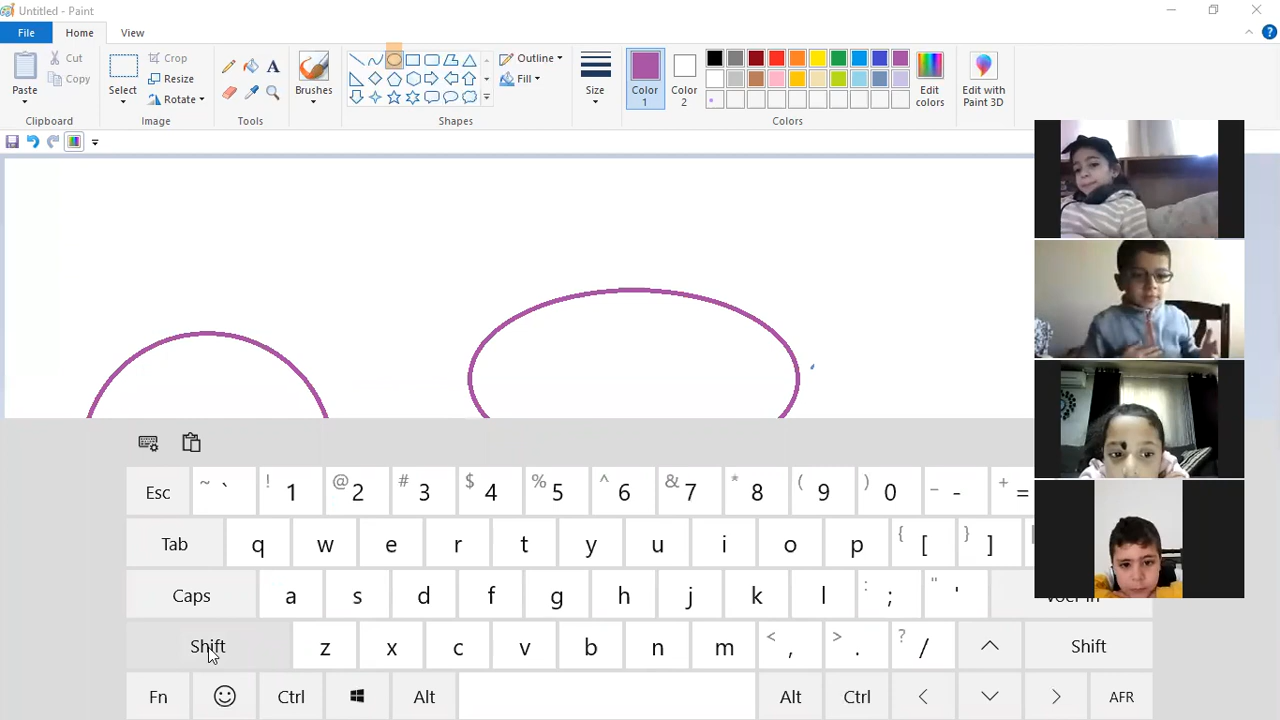 Untitled - Paint
File Home View
Paste
Cut
Copy
Clipboard
Select
Crop
Resize
Rotate
Image
A
Tools
Brushes
Outline
Fill
Shapes
Size
Color 1
Color 2
Edit colors
Colors
Edit with Paint 3D
Esc ~ ` ! 1 @ 2 # 3 $ 4 % 5 ^ 6 & 7 * 8 ( 9 ) 0 _ - + =
Tab q w e r t y u i o p { [ } ]
Caps a s d f g h j k l : ; " '
Shift z x c v b n m < , > . ? / Shift
Fn Ctrl Alt Alt Ctrl AFR